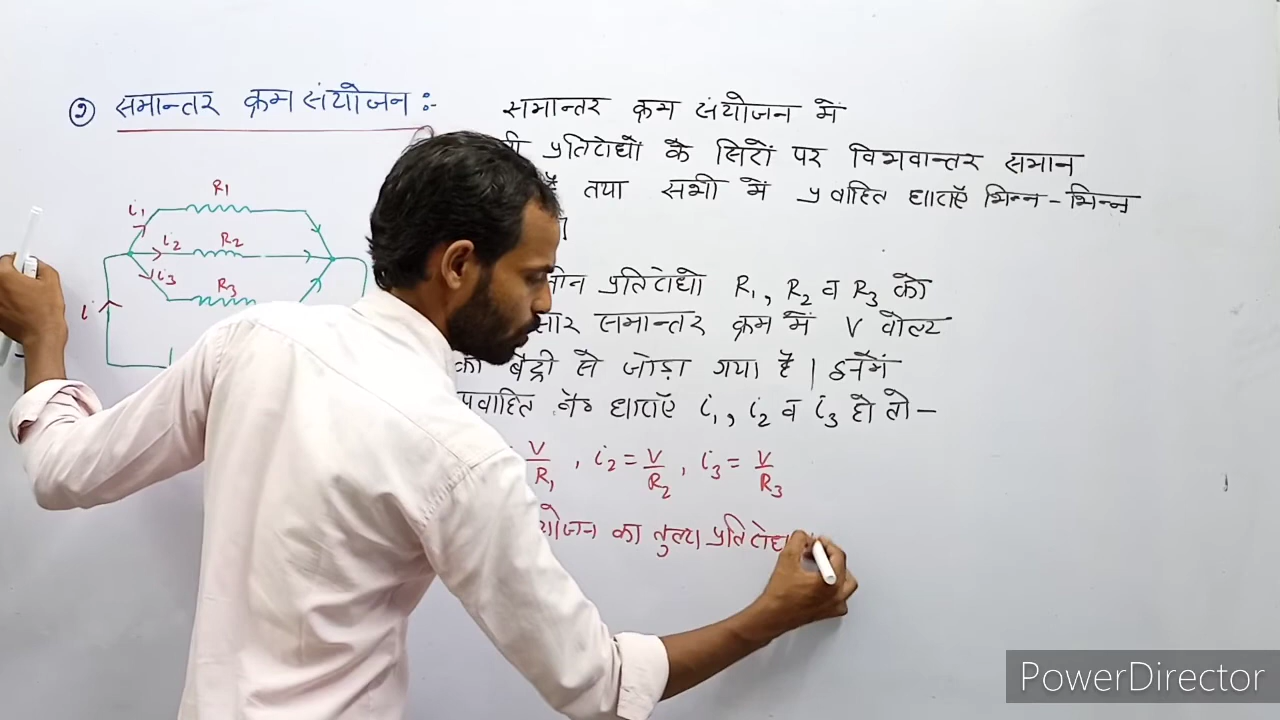 ② समान्तर क्रम संयोजन :-
समान्तर क्रम संयोजन में
प्रतिरोधों के सिरों पर विभवान्तर समान
तथा सभी में प्रवाहित धाराएँ भिन्न - भिन्न
R₁
i₁
i₂
R₂
i₃
R₃
i
प्रतिरोधो R₁, R₂ व R₃ को
समान्तर क्रम में V वोल्ट
की बैट्री से जोड़ा गया है | इनमें
प्रवाहित धाराएँ i₁, i₂ व i₃ हो तो -
V/R₁ , i₂ = V/R₂ , i₃ = V/R₃
का तुल्य प्रतिरोध
PowerDirector